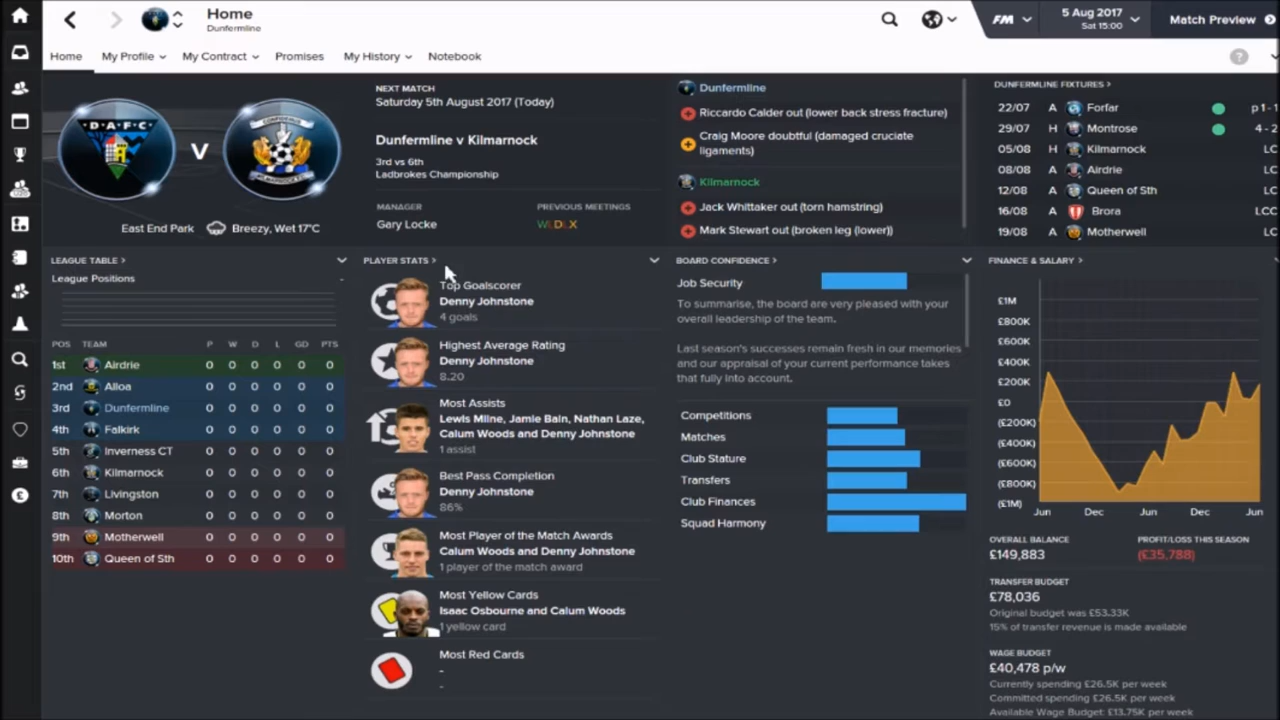 Home
Dunfermline
FM
5 Aug 2017
Sat 15:00
Match Preview
Home
My Profile
My Contract
Promises
My History
Notebook
?
D.A.F.C
V
East End Park
Breezy, Wet 17°C
NEXT MATCH
Saturday 5th August 2017 (Today)
Dunfermline v Kilmarnock
3rd vs 6th
Ladbrokes Championship
MANAGER
Gary Locke
PREVIOUS MEETINGS
Dunfermline
Riccardo Calder out (lower back stress fracture)
Craig Moore doubtful (damaged cruciate
ligaments)
Kilmarnock
Jack Whittaker out (torn hamstring)
Mark Stewart out (broken leg (lower))
DUNFERMLINE FIXTURES >
22/07 A Forfar p 1 - 1
29/07 H Montrose 4 - 2
05/08 H Kilmarnock LC
08/08 A Airdrie LC
12/08 A Queen of Sth LC
16/08 A Brora LCC
19/08 A Motherwell LC
LEAGUE TABLE >
League Positions -
POS TEAM P W D L GD PTS
1st Airdrie 0 0 0 0 0 0
2nd Alloa 0 0 0 0 0 0
3rd Dunfermline 0 0 0 0 0 0
4th Falkirk 0 0 0 0 0 0
5th Inverness CT 0 0 0 0 0 0
6th Kilmarnock 0 0 0 0 0 0
7th Livingston 0 0 0 0 0 0
8th Morton 0 0 0 0 0 0
9th Motherwell 0 0 0 0 0 0
10th Queen of Sth 0 0 0 0 0 0
PLAYER STATS >
Top Goalscorer
Denny Johnstone
4 goals
Highest Average Rating
Denny Johnstone
8.20
Most Assists
Lewis Milne, Jamie Bain, Nathan Laze,
Calum Woods and Denny Johnstone
1 assist
Best Pass Completion
Denny Johnstone
86%
Most Player of the Match Awards
Calum Woods and Denny Johnstone
1 player of the match award
Most Yellow Cards
Isaac Osbourne and Calum Woods
1 yellow card
Most Red Cards
-
-
BOARD CONFIDENCE >
Job Security
To summarise, the board are very pleased with your
overall leadership of the team.
Last season's successes remain fresh in our memories
and our appraisal of your current performance takes
that fully into account.
Competitions
Matches
Club Stature
Transfers
Club Finances
Squad Harmony
FINANCE & SALARY >
£1M
£800K
£600K
£400K
£200K
£0
(£200K)
(£400K)
(£600K)
(£800K)
(£1M)
Jun Dec Jun Dec Jun
OVERALL BALANCE
£149,883
PROFIT/LOSS THIS SEASON
(£35,788)
TRANSFER BUDGET
£78,036
Original budget was £53.33K
15% of transfer revenue is made available
WAGE BUDGET
£40,478 p/w
Currently spending £26.5K per week
Committed spending £26.5K per week
Available Wage Budget: £13.75K per week